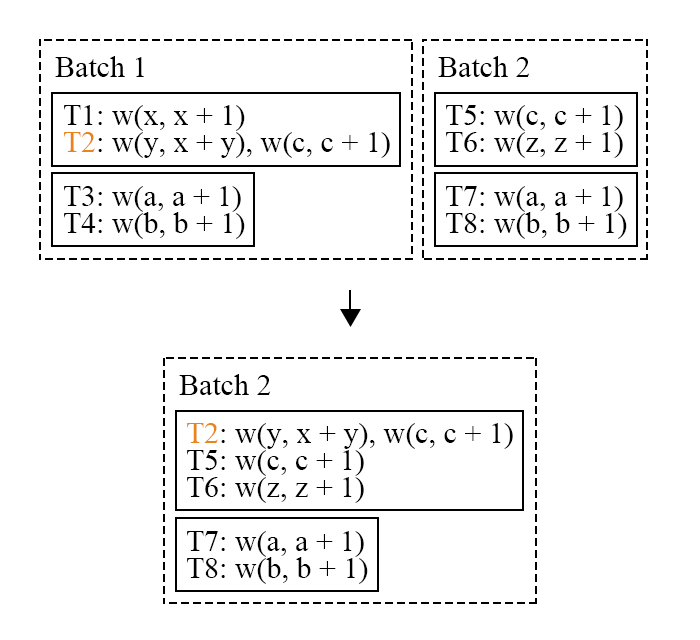 Batch 1
T1: w(x, x + 1)
T2: w(y, x + y), w(c, c + 1)
T3: w(a, a + 1)
T4: w(b, b + 1)
Batch 2
T5: w(c, c + 1)
T6: w(z, z + 1)
T7: w(a, a + 1)
T8: w(b, b + 1)
Batch 2
T2: w(y, x + y), w(c, c + 1)
T5: w(c, c + 1)
T6: w(z, z + 1)
T7: w(a, a + 1)
T8: w(b, b + 1)